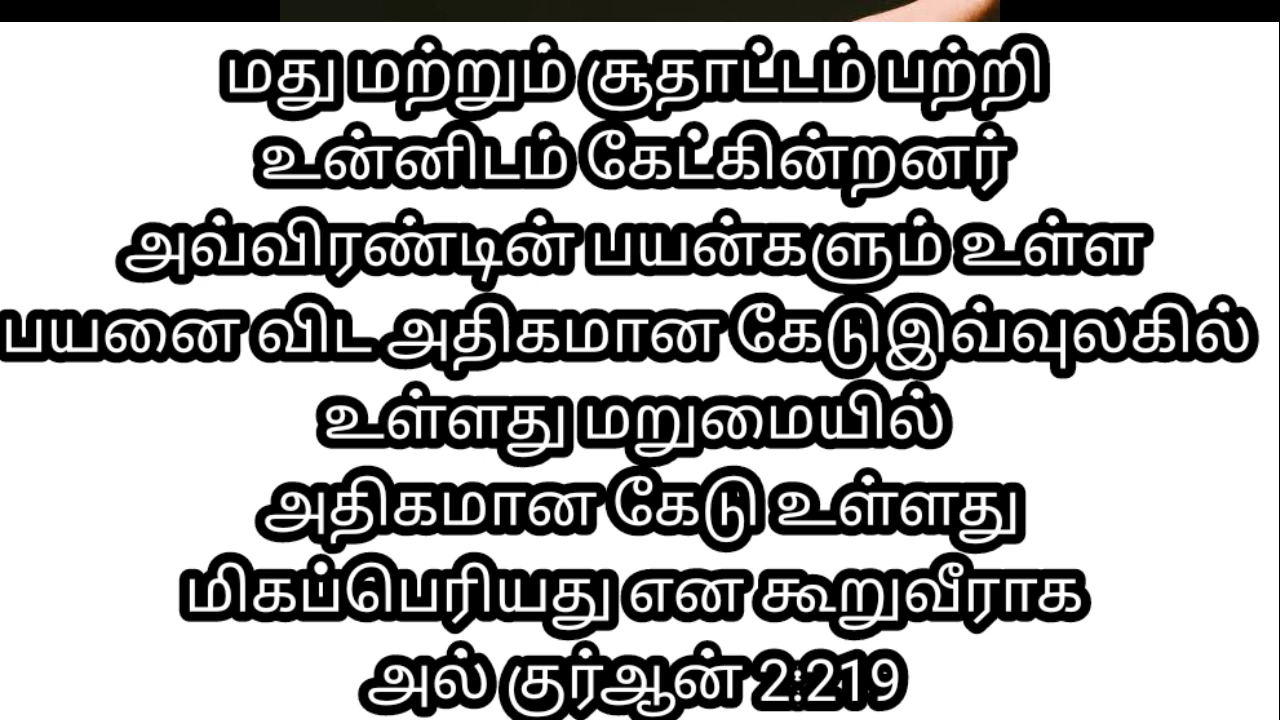 மது மற்றும் சூதாட்டம் பற்றி
உன்னிடம் கேட்கின்றனர்
அவ்விரண்டின் பயன்களும் உள்ள
பயனை விட அதிகமான கேடு இவ்வுலகில்
உள்ளது மறுமையில்
அதிகமான கேடு உள்ளது
மிகப்பெரியது என கூறுவீராக
அல் குர்ஆன் 2:219